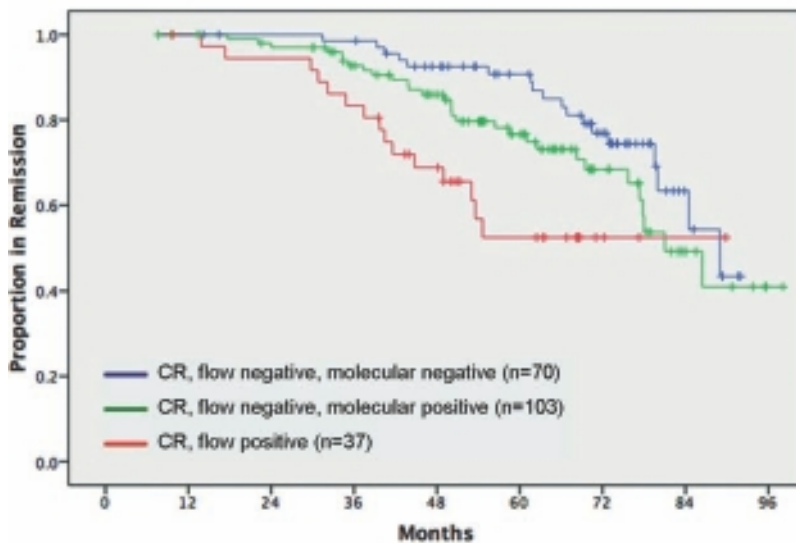 Proportion in Remission
1.0
0.8
0.6
0.4
0.2
0.0
CR, flow negative, molecular negative (n=70)
CR, flow negative, molecular positive (n=103)
CR, flow positive (n=37)
0 12 24 36 48 60 72 84 96
Months